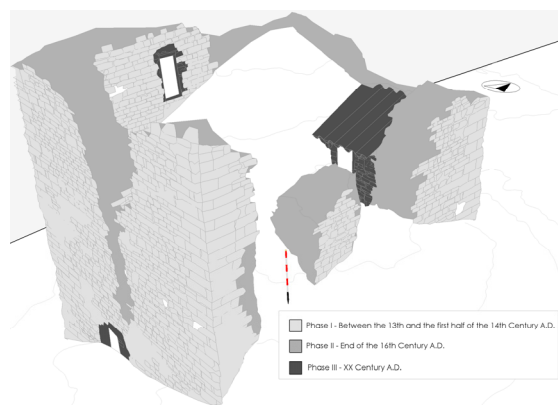 Phase I - Between the 13th and the first half of the 14th Century A.D.
Phase II - End of the 16th Century A.D.
Phase III - XX Century A.D.